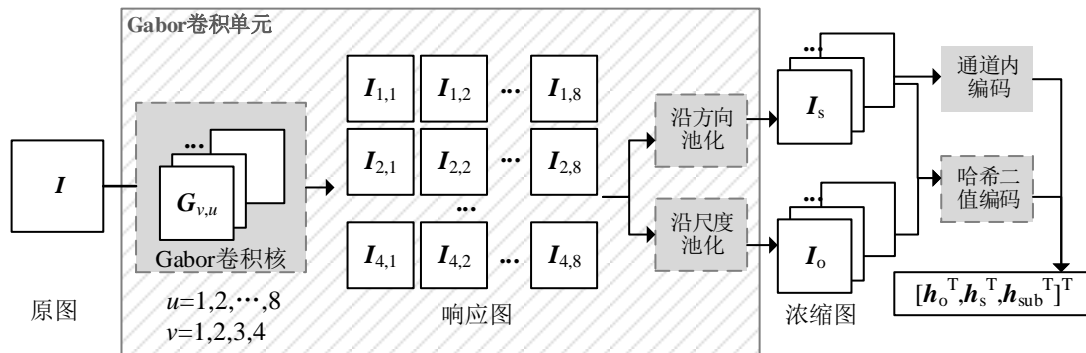 Gabor卷积单元
I
原图
...
G_{v,u}
Gabor卷积核
u=1,2,⋯,8
v=1,2,3,4
I_{1,1} I_{1,2} ... I_{1,8}
I_{2,1} I_{2,2} ... I_{2,8}
...
I_{4,1} I_{4,2} ... I_{4,8}
响应图
沿方向
池化
沿尺度
池化
...
I_s
...
I_o
浓缩图
通道内
编码
哈希二
值编码
[h_o^T,h_s^T,h_{sub}^T]^T